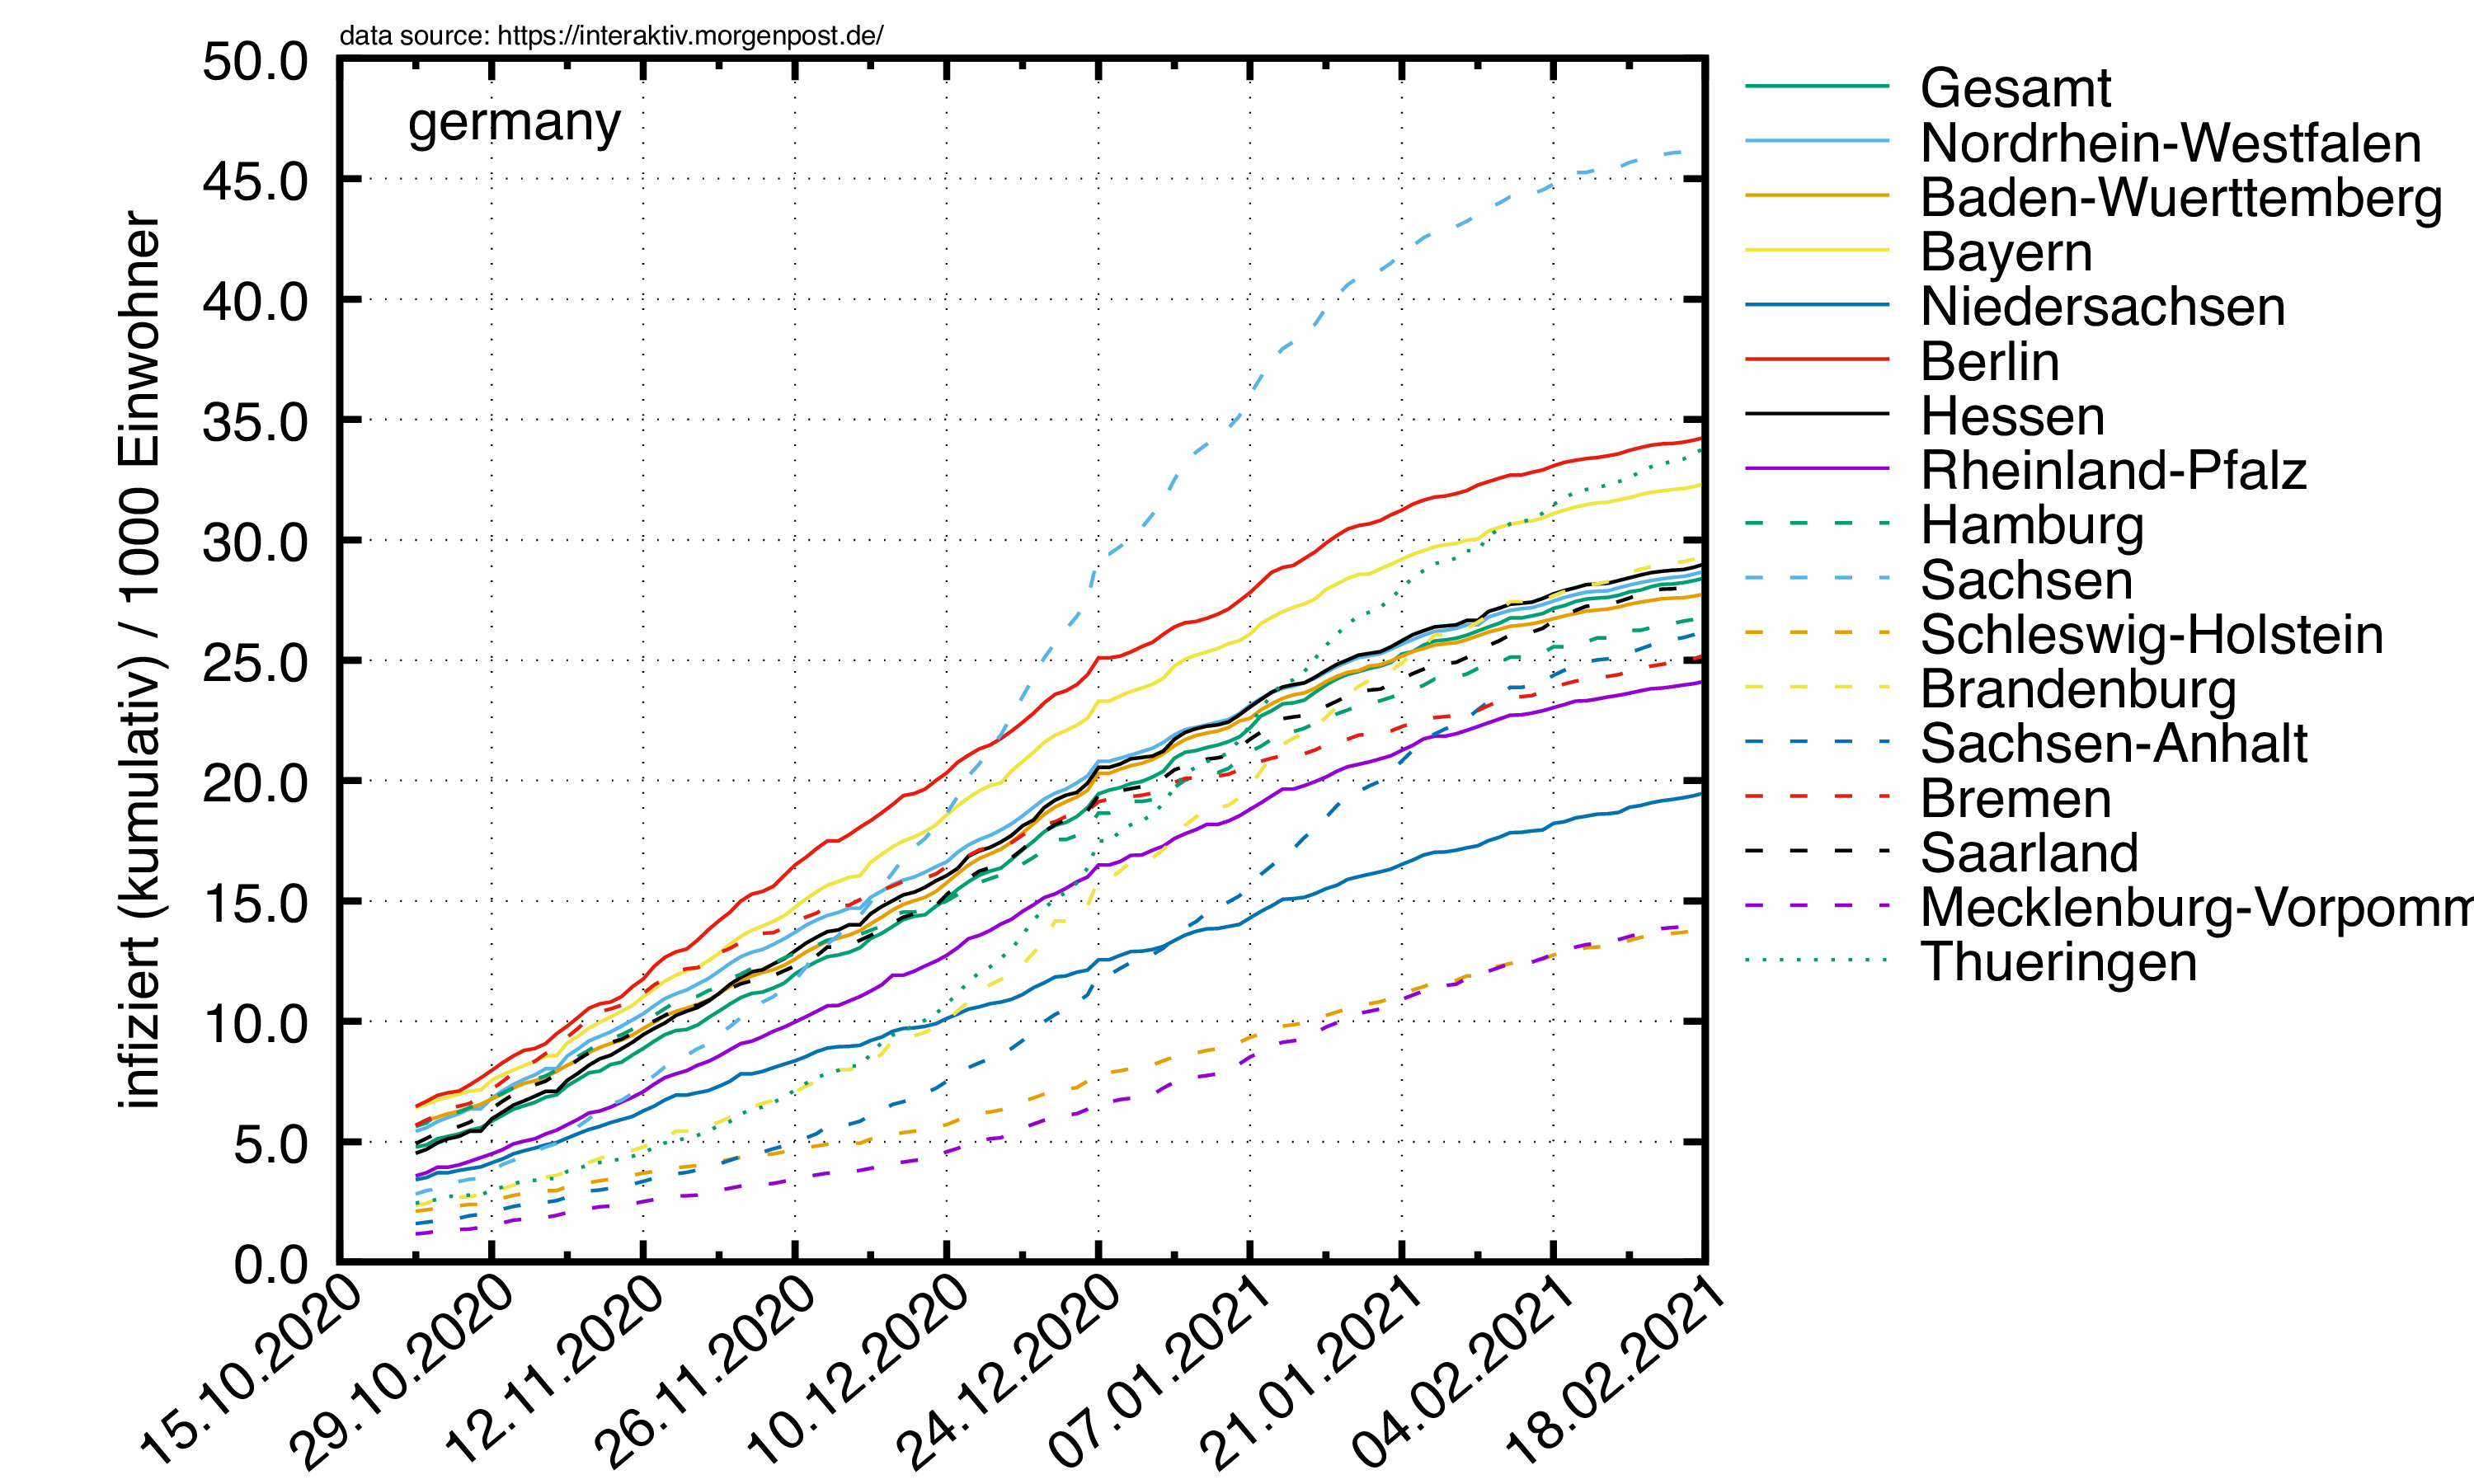 data source: https://interaktiv.morgenpost.de/
germany
infiziert (kumulativ) / 1000 Einwohner
50.0
45.0
40.0
35.0
30.0
25.0
20.0
15.0
10.0
5.0
0.0
15.10.2020
29.10.2020
12.11.2020
26.11.2020
10.12.2020
24.12.2020
07.01.2021
21.01.2021
04.02.2021
18.02.2021
Gesamt
Nordrhein-Westfalen
Baden-Wuerttemberg
Bayern
Niedersachsen
Berlin
Hessen
Rheinland-Pfalz
Hamburg
Sachsen
Schleswig-Holstein
Brandenburg
Sachsen-Anhalt
Bremen
Saarland
Mecklenburg-Vorpomm
Thueringen